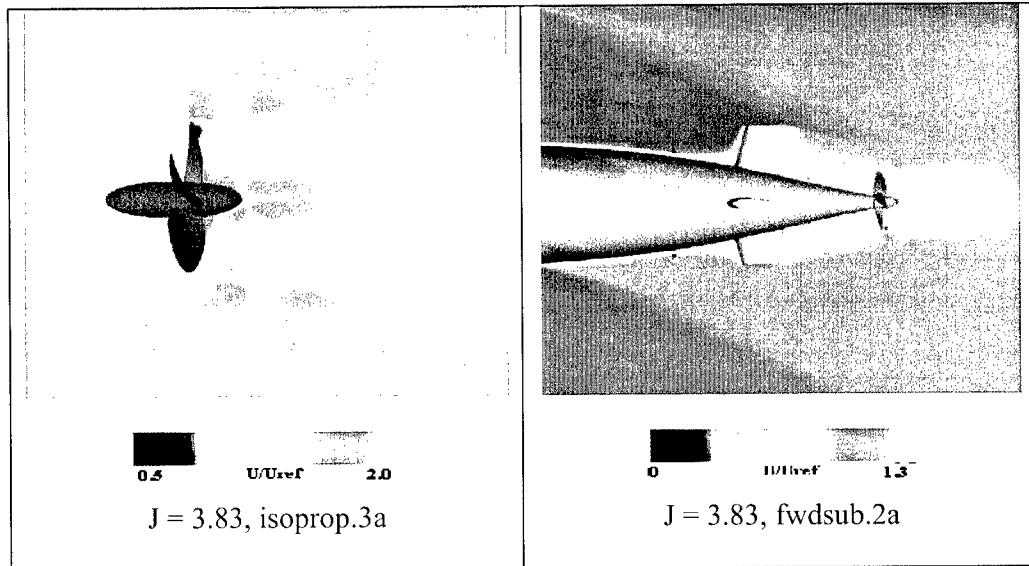 0.5 U/Uref 2.0
J = 3.83, isoprop.3a
0 U/Uref 1.3
J = 3.83, fwdsub.2a